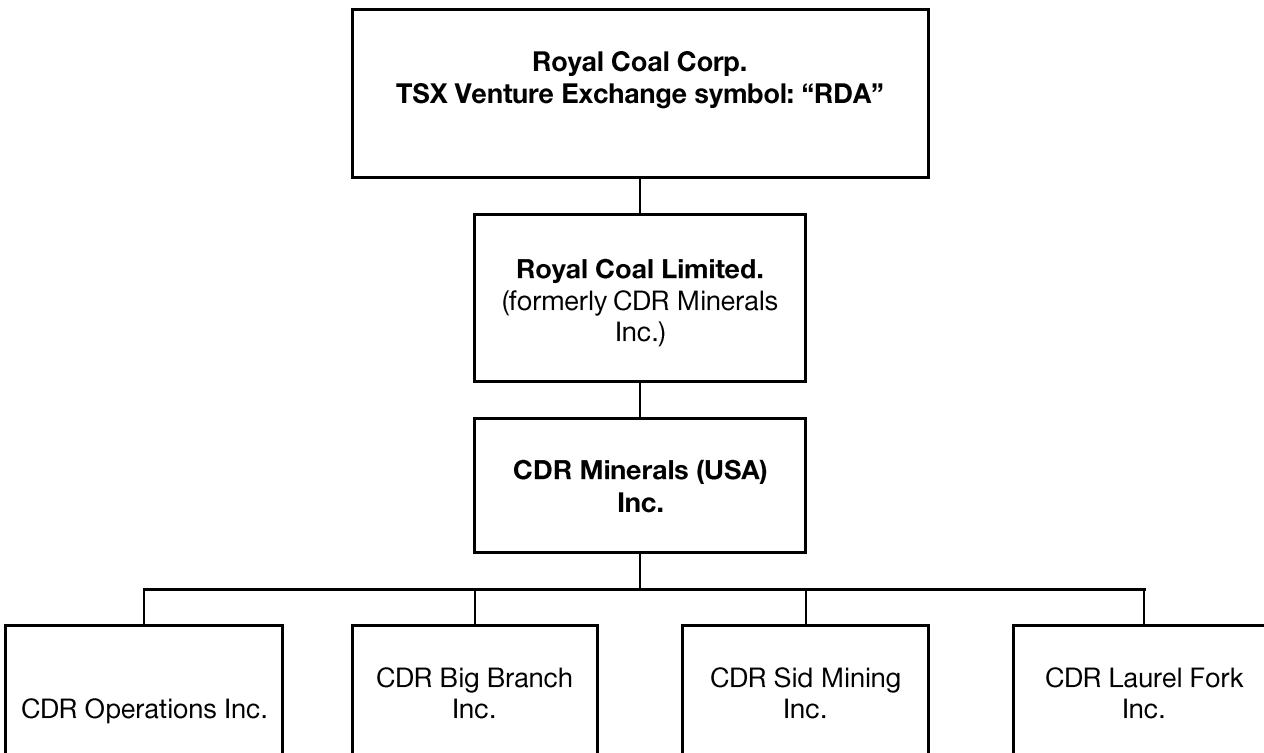 Royal Coal Corp.
TSX Venture Exchange symbol: “RDA”
Royal Coal Limited.
(formerly CDR Minerals
Inc.)
CDR Minerals (USA)
Inc.
CDR Operations Inc.
CDR Big Branch
Inc.
CDR Sid Mining
Inc.
CDR Laurel Fork
Inc.